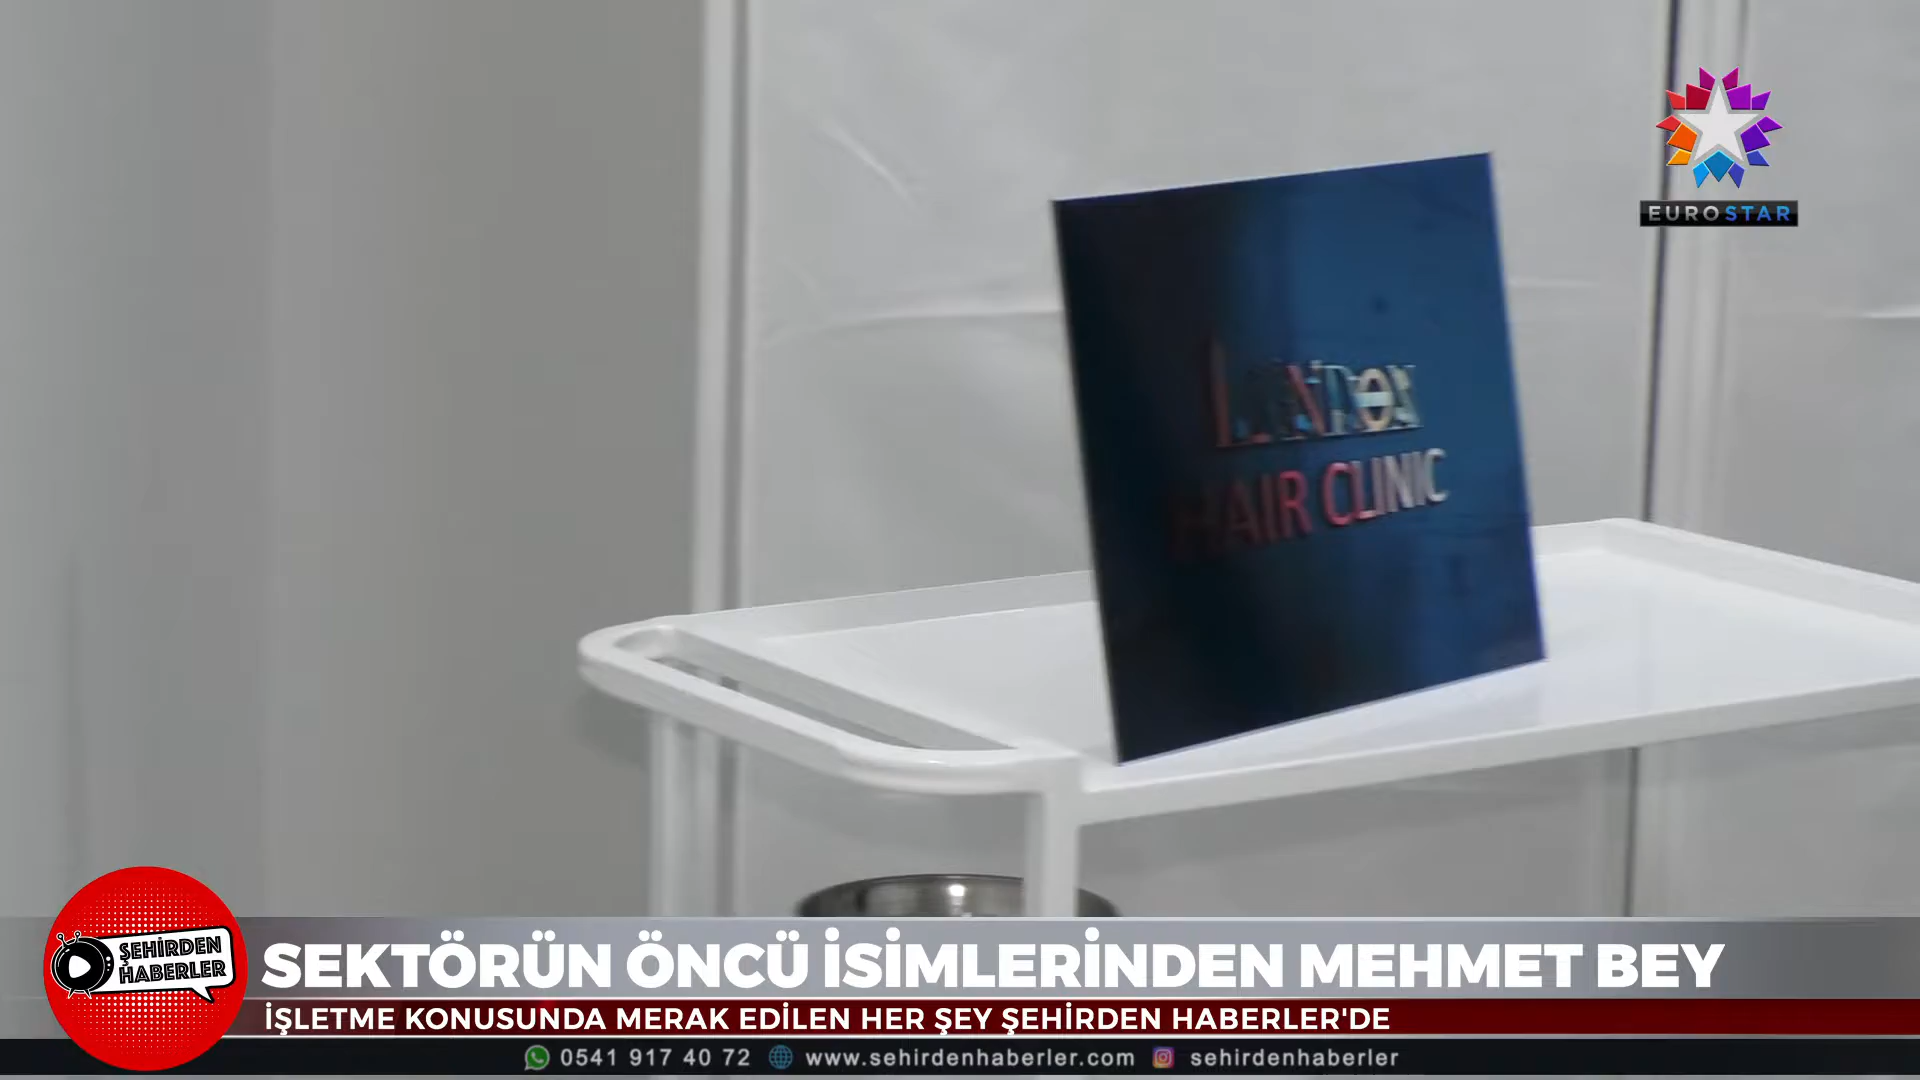 EUROSTAR
LONDON
HAIR CLINIC
ŞEHİRDEN
HABERLER
SEKTÖRÜN ÖNCÜ İSİMLERİNDEN MEHMET BEY
İŞLETME KONUSUNDA MERAK EDİLEN HER ŞEY ŞEHİRDEN HABERLER'DE
0541 917 40 72 www.sehirdenhaberler.com sehirdenhaberler